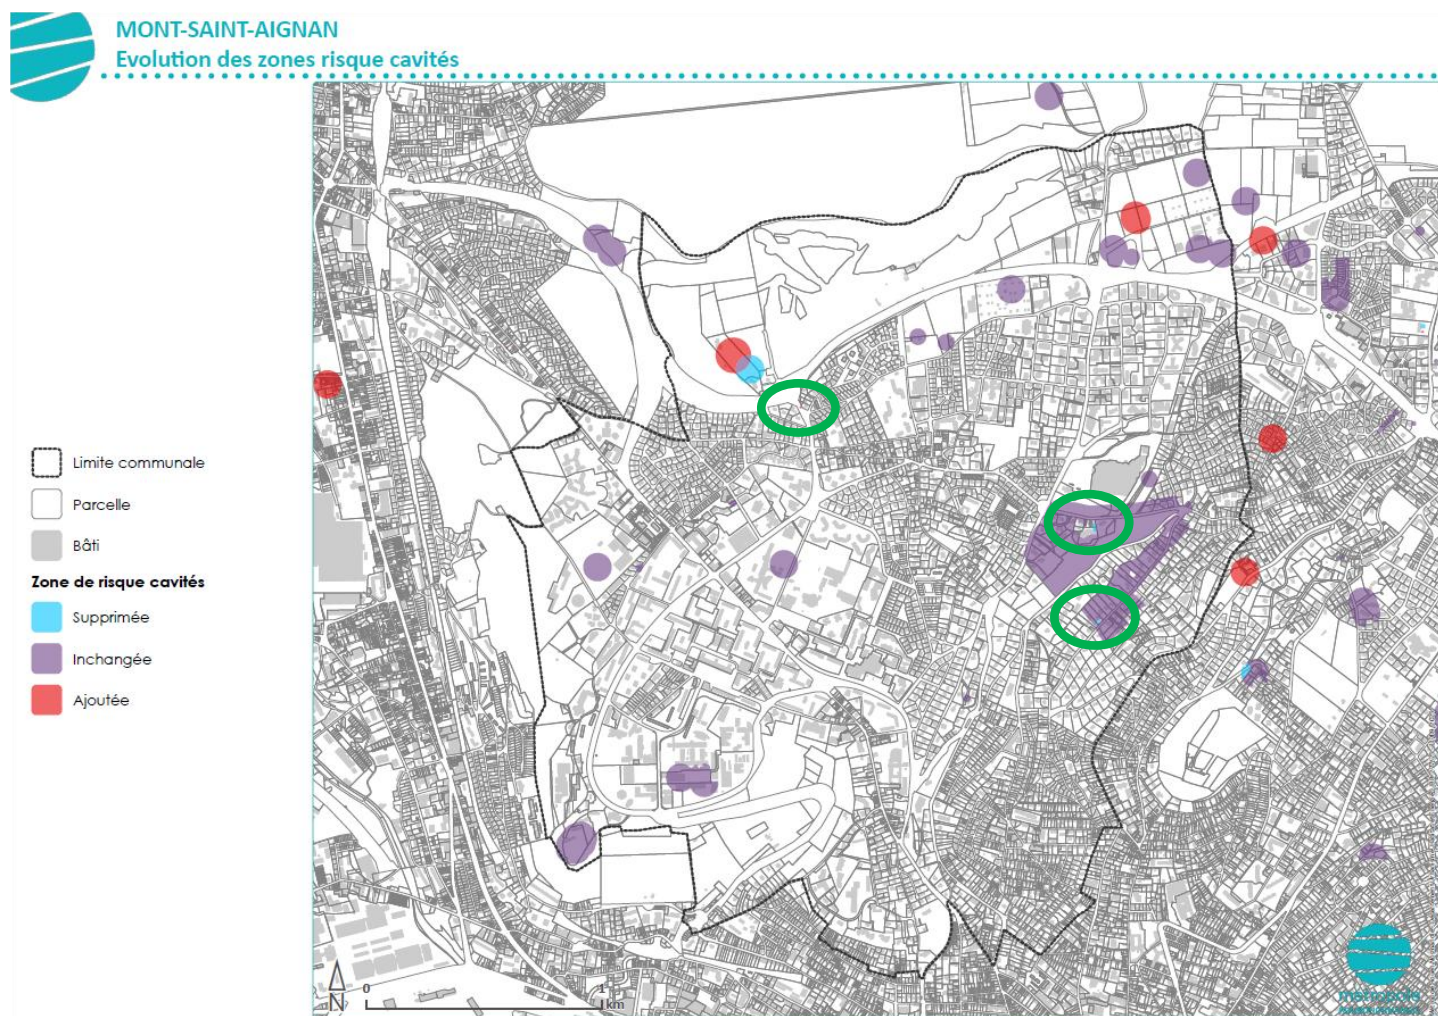 MONT-SAINT-AIGNAN
Evolution des zones risque cavités
Limite communale
Parcelle
Bâti
Zone de risque cavités
Supprimée
Inchangée
Ajoutée
N
0
1
km
métropole